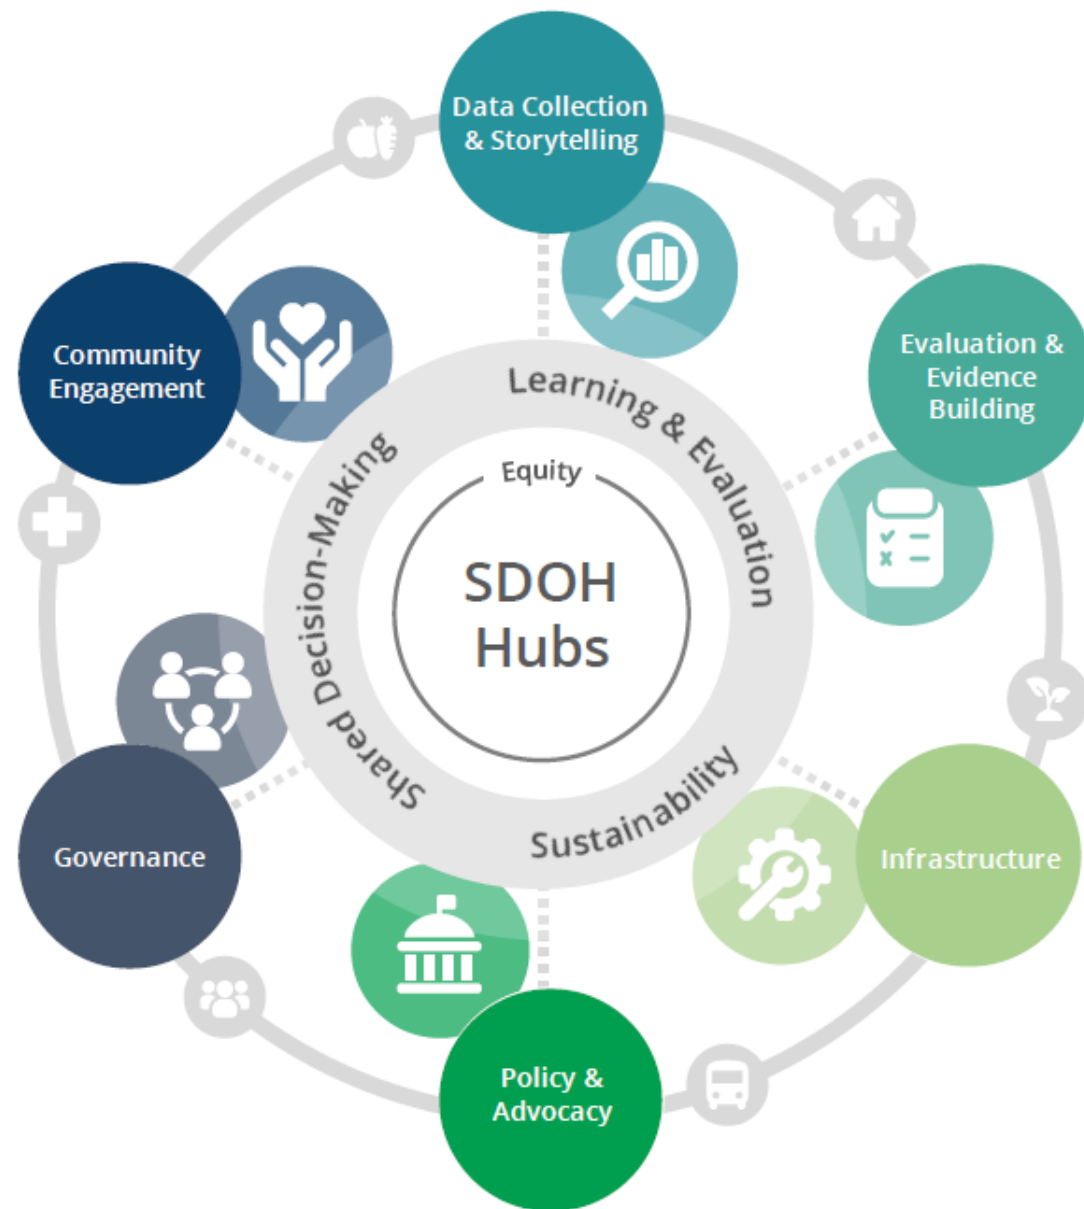 Data Collection
& Storytelling
Community
Engagement
Evaluation &
Evidence
Building
Learning & Evaluation
Equity
Shared Decision-Making
SDOH
Hubs
Sustainability
Governance
Infrastructure
Policy &
Advocacy